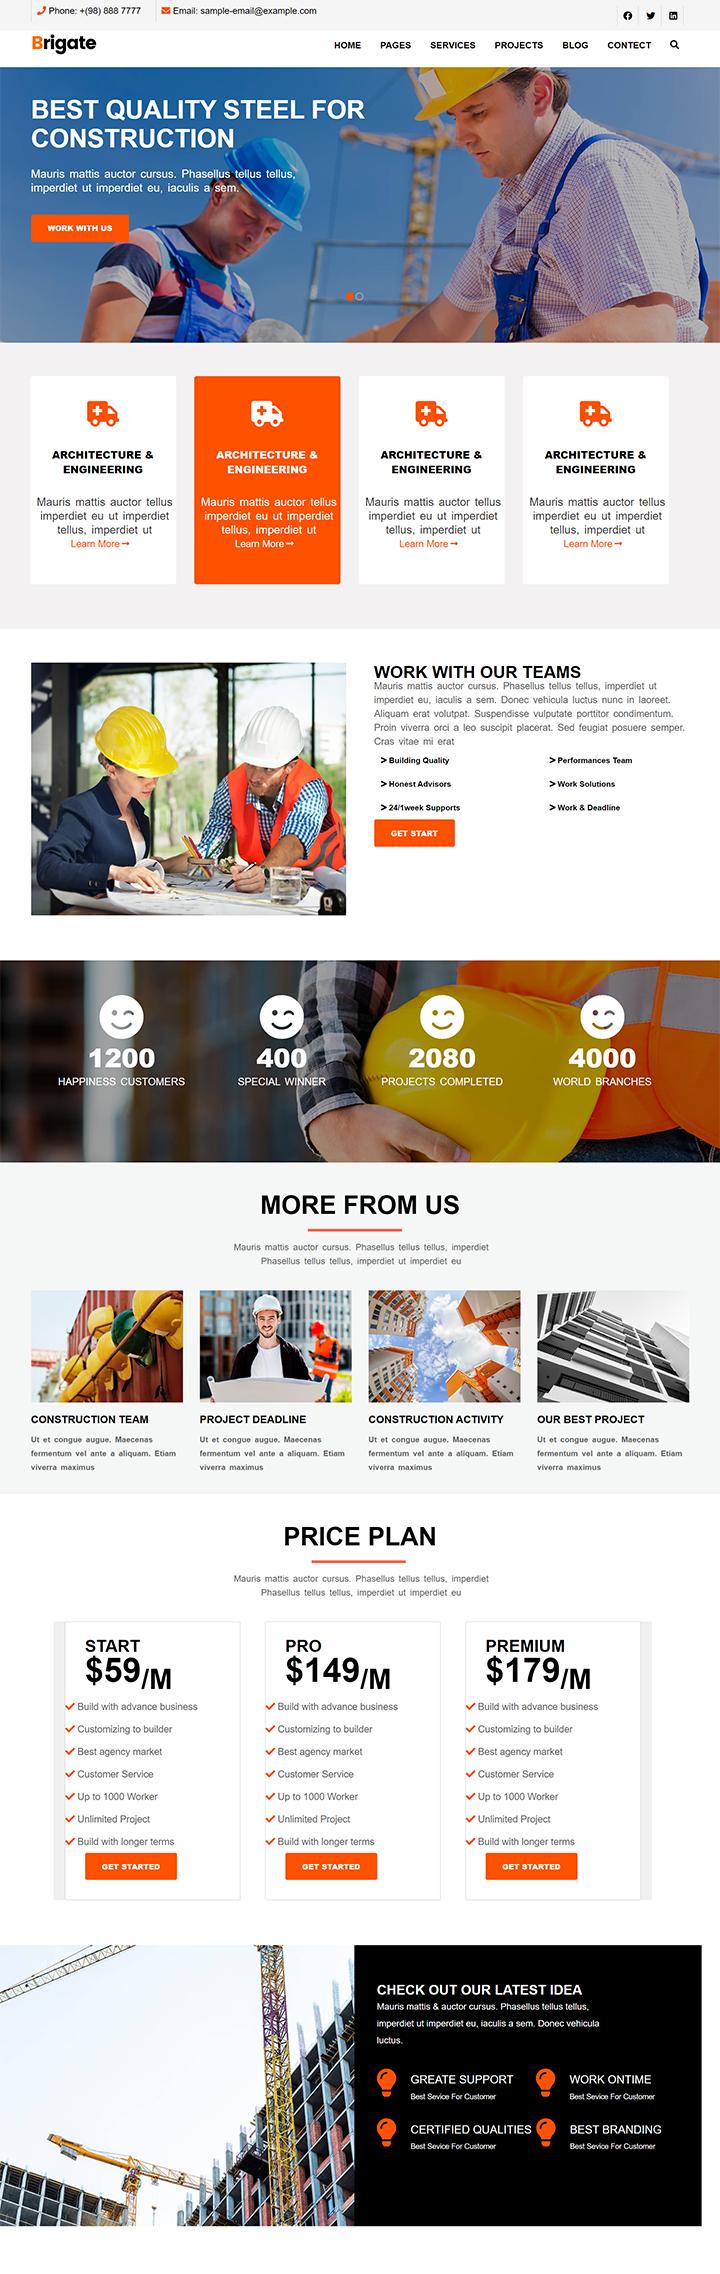 Phone: +(98) 888 7777 Email: sample-email@example.com
Brigate HOME PAGES SERVICES PROJECTS BLOG CONTACT
BEST QUALITY STEEL FOR
CONSTRUCTION
Mauris mattis auctor cursus. Phasellus tellus tellus,
imperdiet ut imperdiet eu, iaculis a sem.
WORK WITH US
ARCHITECTURE &
ENGINEERING
Mauris mattis auctor tellus
imperdiet eu ut imperdiet
tellus, imperdiet ut
Learn More
ARCHITECTURE &
ENGINEERING
Mauris mattis auctor tellus
imperdiet eu ut imperdiet
tellus, imperdiet ut
Learn More
ARCHITECTURE &
ENGINEERING
Mauris mattis auctor tellus
imperdiet eu ut imperdiet
tellus, imperdiet ut
Learn More
ARCHITECTURE &
ENGINEERING
Mauris mattis auctor tellus
imperdiet eu ut imperdiet
tellus, imperdiet ut
Learn More
WORK WITH OUR TEAMS
Mauris mattis auctor cursus. Phasellus tellus tellus, imperdiet ut
imperdiet eu, iaculis a sem. Donec vehicula luctus nunc in laoreet.
Aliquam erat volutpat. Suspendisse vulputate porttitor condimentum.
Proin viverra orci a leo suscipit placerat. Sed feugiat posuere semper.
Cras vitae mi erat
> Building Quality > Performances Team
> Honest Advisors > Work Solutions
> 24/1week Supports > Work & Deadline
GET START
1200 400 2080 4000
HAPPINESS CUSTOMERS SPECIAL WINNER PROJECTS COMPLETED WORLD BRANCHES
MORE FROM US
Mauris mattis auctor cursus. Phasellus tellus tellus, imperdiet
Phasellus tellus tellus, imperdiet ut imperdiet eu
CONSTRUCTION TEAM
Ut et congue augue. Maecenas
fermentum vel ante a aliquam. Etiam
viverra maximus
PROJECT DEADLINE
Ut et congue augue. Maecenas
fermentum vel ante a aliquam. Etiam
viverra maximus
CONSTRUCTION ACTIVITY
Ut et congue augue. Maecenas
fermentum vel ante a aliquam. Etiam
viverra maximus
OUR BEST PROJECT
Ut et congue augue. Maecenas
fermentum vel ante a aliquam. Etiam
viverra maximus
PRICE PLAN
Mauris mattis auctor cursus. Phasellus tellus tellus, imperdiet
Phasellus tellus tellus, imperdiet ut imperdiet eu
START
$59/M
Build with advance business
Customizing to builder
Best agency market
Customer Service
Up to 1000 Worker
Unlimited Project
Build with longer terms
GET STARTED
PRO
$149/M
Build with advance business
Customizing to builder
Best agency market
Customer Service
Up to 1000 Worker
Unlimited Project
Build with longer terms
GET STARTED
PREMIUM
$179/M
Build with advance business
Customizing to builder
Best agency market
Customer Service
Up to 1000 Worker
Unlimited Project
Build with longer terms
GET STARTED
CHECK OUT OUR LATEST IDEA
Mauris mattis & auctor cursus. Phasellus tellus tellus,
imperdiet ut imperdiet eu, iaculis a sem. Donec vehicula
luctus.
GREATE SUPPORT
Best Sevice For Customer
WORK ONTIME
Best Sevice For Customer
CERTIFIED QUALITIES
Best Sevice For Customer
BEST BRANDING
Best Sevice For Customer